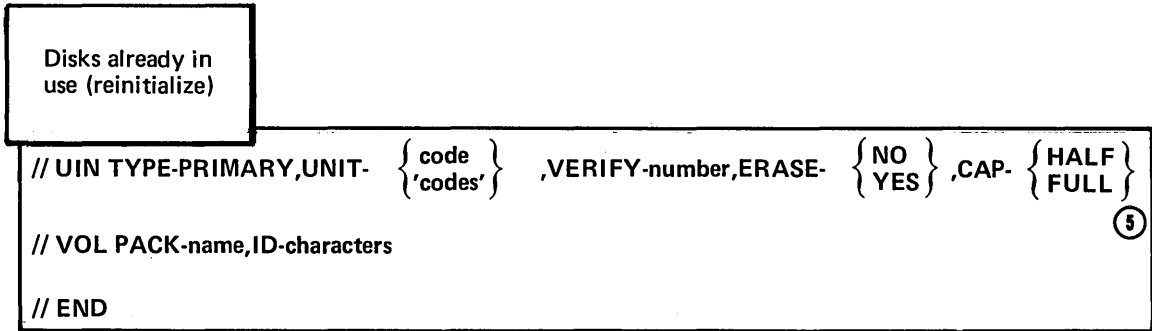 Disks already in
use (reinitialize)
// UIN TYPE-PRIMARY,UNIT- {code 'codes'} ,VERIFY-number,ERASE- {NO YES} ,CAP- {HALF FULL}
⑤
// VOL PACK-name,ID-characters
// END